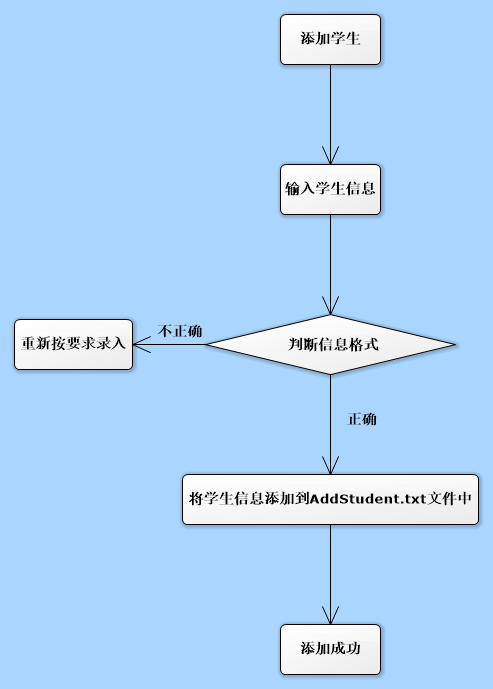 添加学生
输入学生信息
不正确
重新按要求录入
判断信息格式
正确
将学生信息添加到AddStudent.txt文件中
添加成功